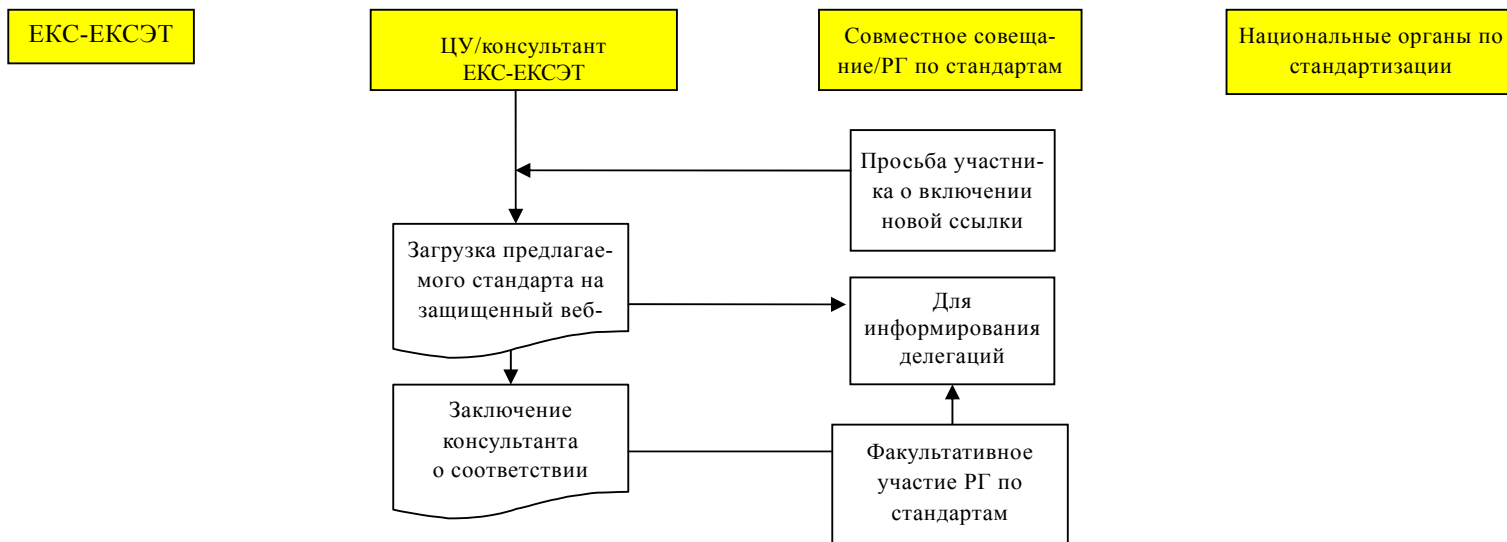 ЕКС-ЕКСЭТ
ЦУ/консультант
ЕКС-ЕКСЭТ
Совместное совеща-
ние/РГ по стандартам
Национальные органы по
стандартизации
Просьба участни-
ка о включении
новой ссылки
Загрузка предлагае-
мого стандарта на
защищенный веб-
Для
информирования
делегаций
Заключение
консультанта
о соответствии
Факультативное
участие РГ по
стандартам